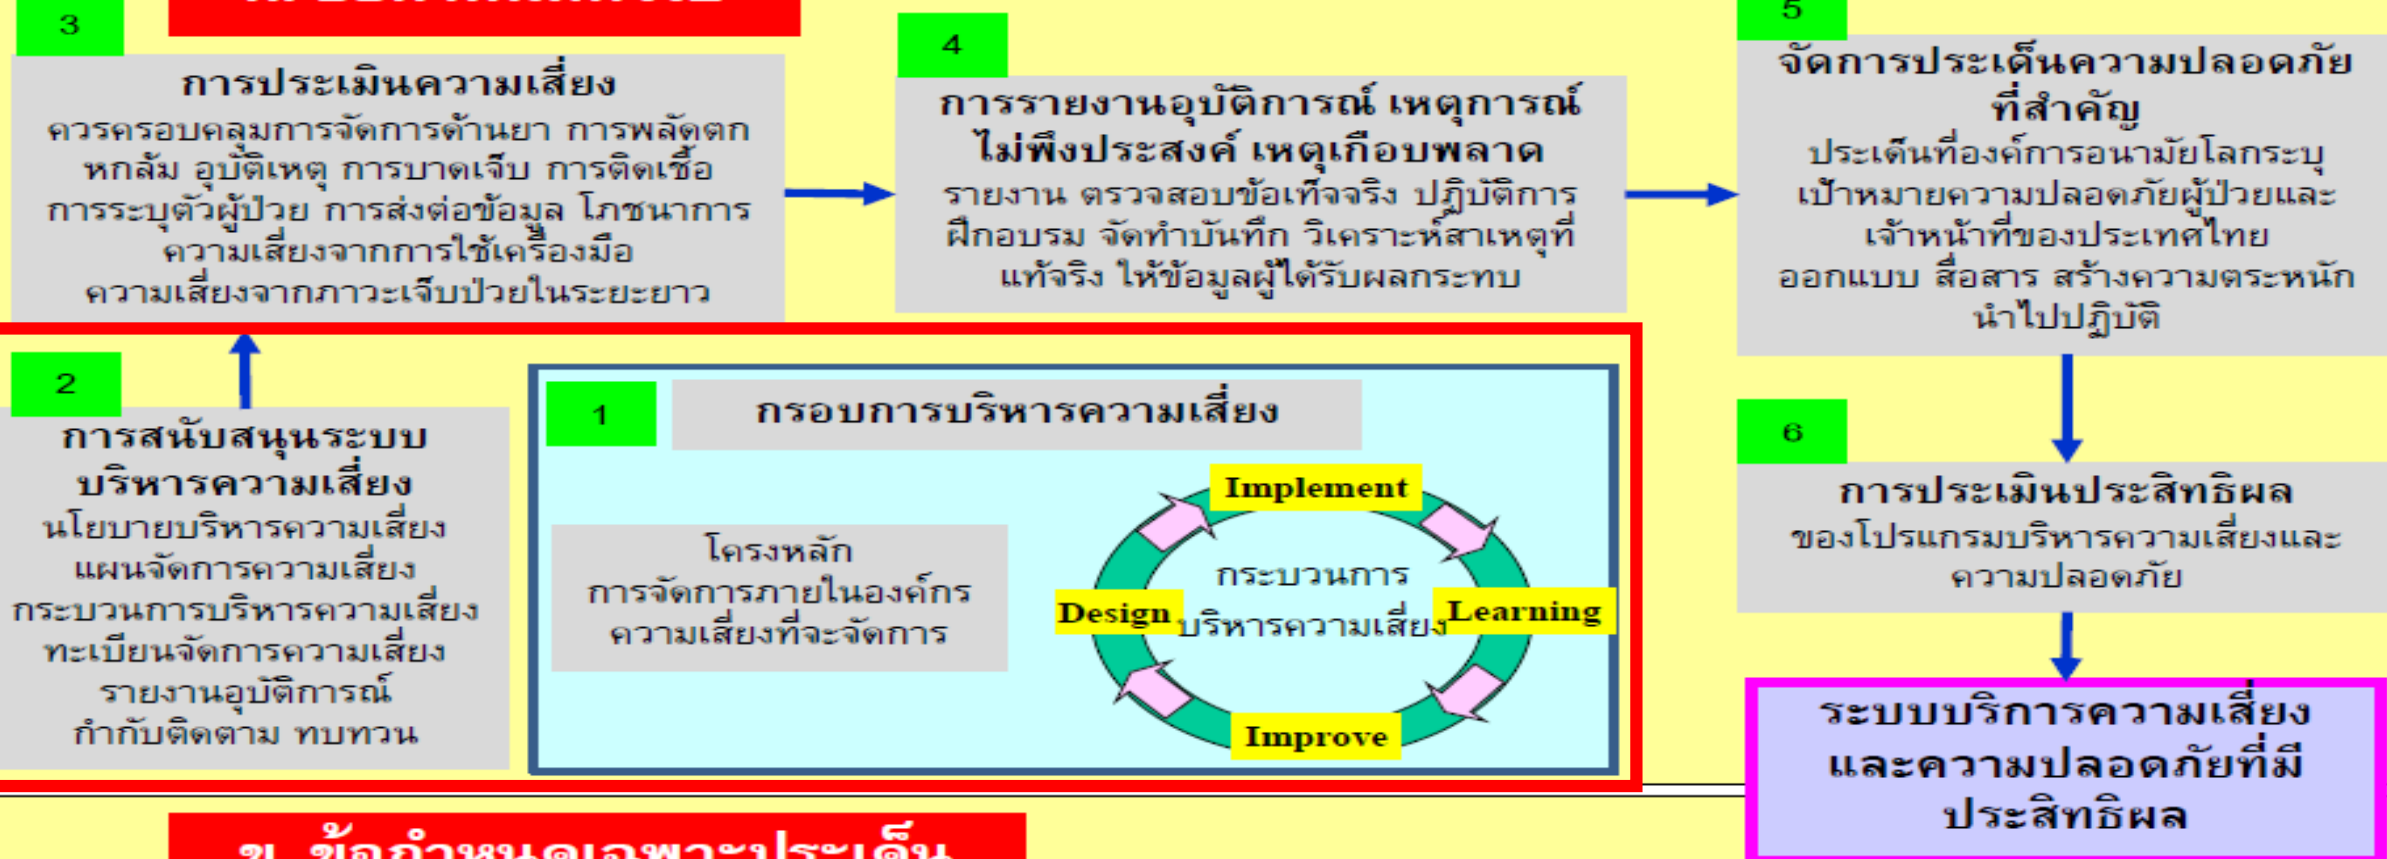 3
การประเมินความเสี่ยง
ควรครอบคลุมการจัดการด้านยา การพลัดตก
หกล้ม อุบัติเหตุ การบาดเจ็บ การติดเชื้อ
การระบุตัวผู้ป่วย การส่งต่อข้อมูล โภชนาการ
ความเสี่ยงจากการใช้เครื่องมือ
ความเสี่ยงจากภาวะเจ็บป่วยในระยะยาว
4
การรายงานอุบัติการณ์ เหตุการณ์
ไม่พึงประสงค์ เหตุเกือบพลาด
รายงาน ตรวจสอบข้อเท็จจริง ปฏิบัติการ
ฝึกอบรม จัดทำบันทึก วิเคราะห์สาเหตุที่
แท้จริง ให้ข้อมูลผู้ได้รับผลกระทบ
5
จัดการประเด็นความปลอดภัย
ที่สำคัญ
ประเด็นที่องค์การอนามัยโลกระบุ
เป้าหมายความปลอดภัยผู้ป่วยและ
เจ้าหน้าที่ของประเทศไทย
ออกแบบ สื่อสาร สร้างความตระหนัก
นำไปปฏิบัติ
2
การสนับสนุนระบบ
บริหารความเสี่ยง
นโยบายบริหารความเสี่ยง
แผนจัดการความเสี่ยง
กระบวนการบริหารความเสี่ยง
ทะเบียนจัดการความเสี่ยง
รายงานอุบัติการณ์
กำกับติดตาม ทบทวน
1
กรอบการบริหารความเสี่ยง
โครงหลัก
การจัดการภายในองค์กร
ความเสี่ยงที่จะจัดการ
Implement
กระบวนการ
บริหารความเสี่ยง
Design
Learning
Improve
6
การประเมินประสิทธิผล
ของโปรแกรมบริหารความเสี่ยงและ
ความปลอดภัย
ระบบบริการความเสี่ยง
และความปลอดภัยที่มี
ประสิทธิผล
ข. ข้อกำหนดเฉพาะประเด็น